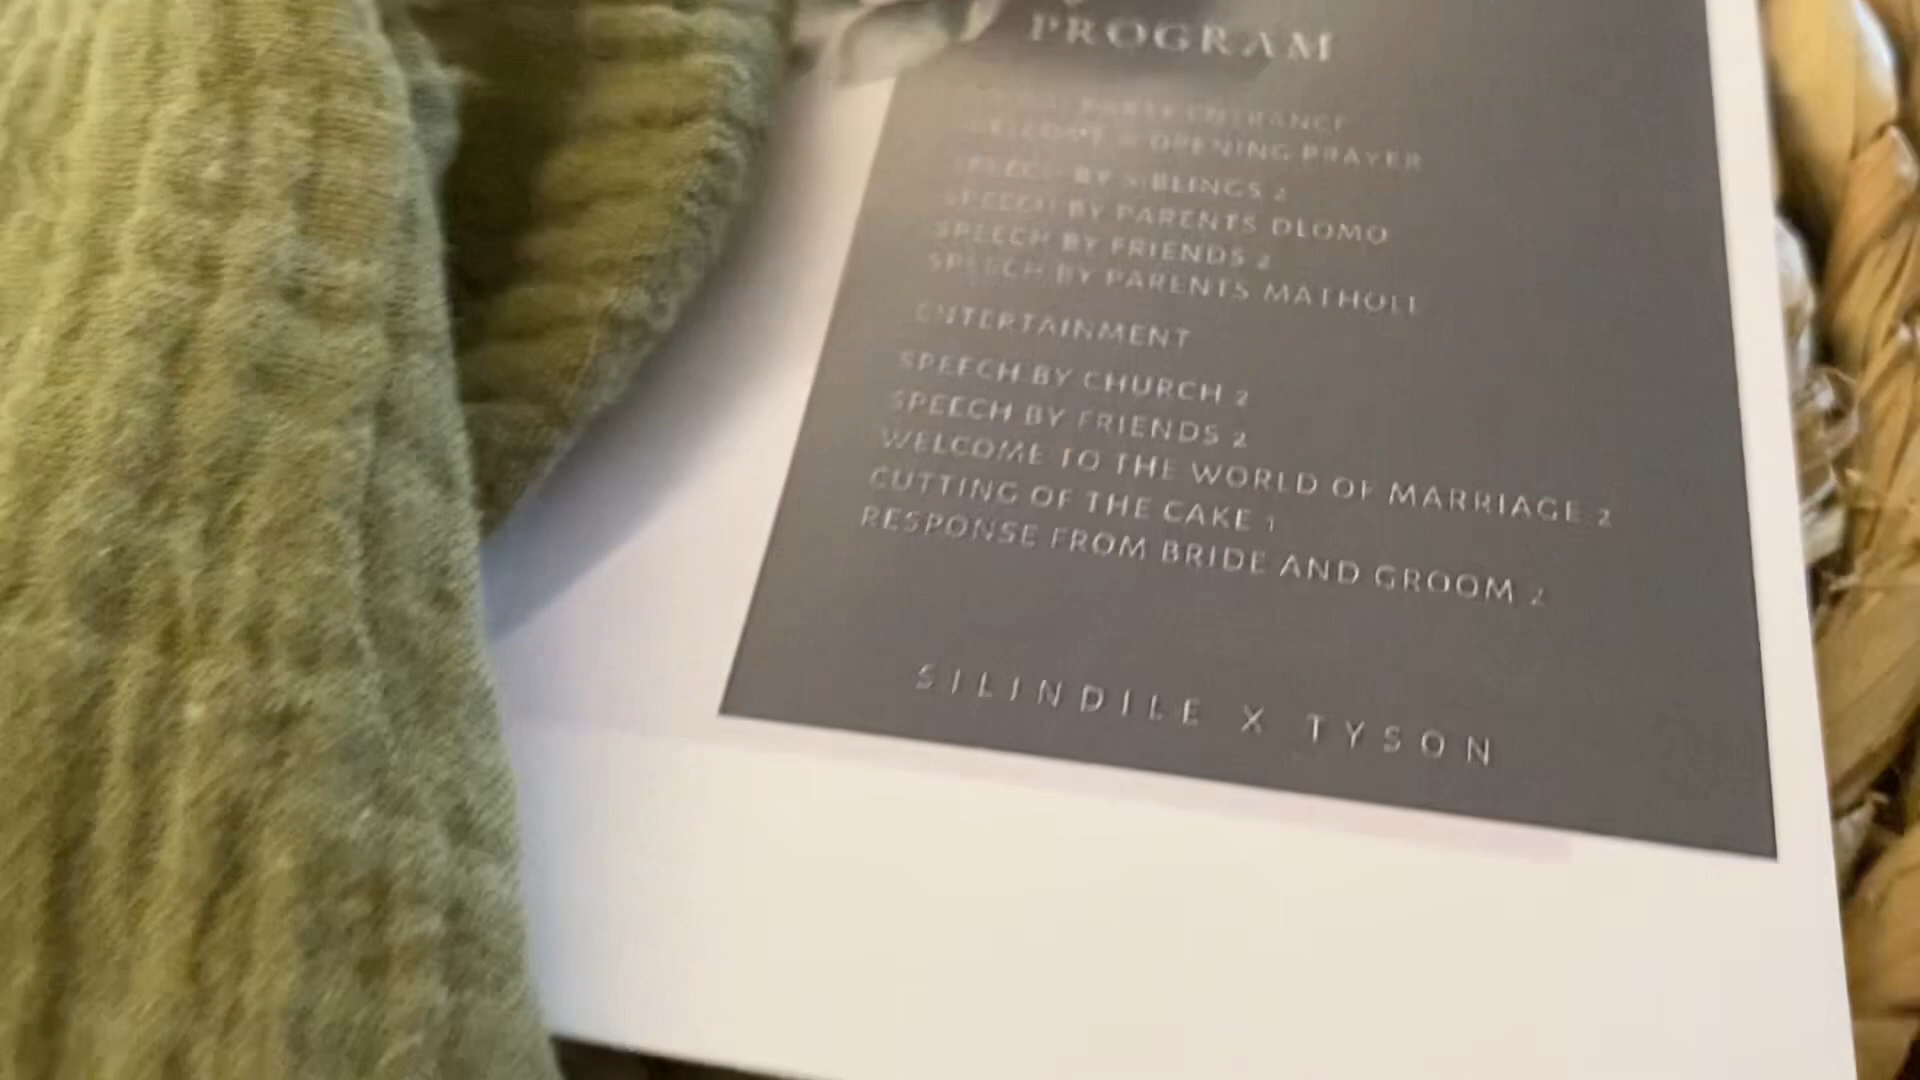 PROGRAM
PARTY ENTRANCE
WELCOME & OPENING PRAYER
SPEECH BY SIBLINGS 2
SPEECH BY PARENTS DLOMO
SPEECH BY FRIENDS 2
SPEECH BY PARENTS
ENTERTAINMENT
SPEECH BY CHURCH 2
SPEECH BY FRIENDS 2
WELCOME TO THE WORLD OF MARRIAGE 2
CUTTING OF THE CAKE 1
RESPONSE FROM BRIDE AND GROOM 2
SILINDILE X TYSON